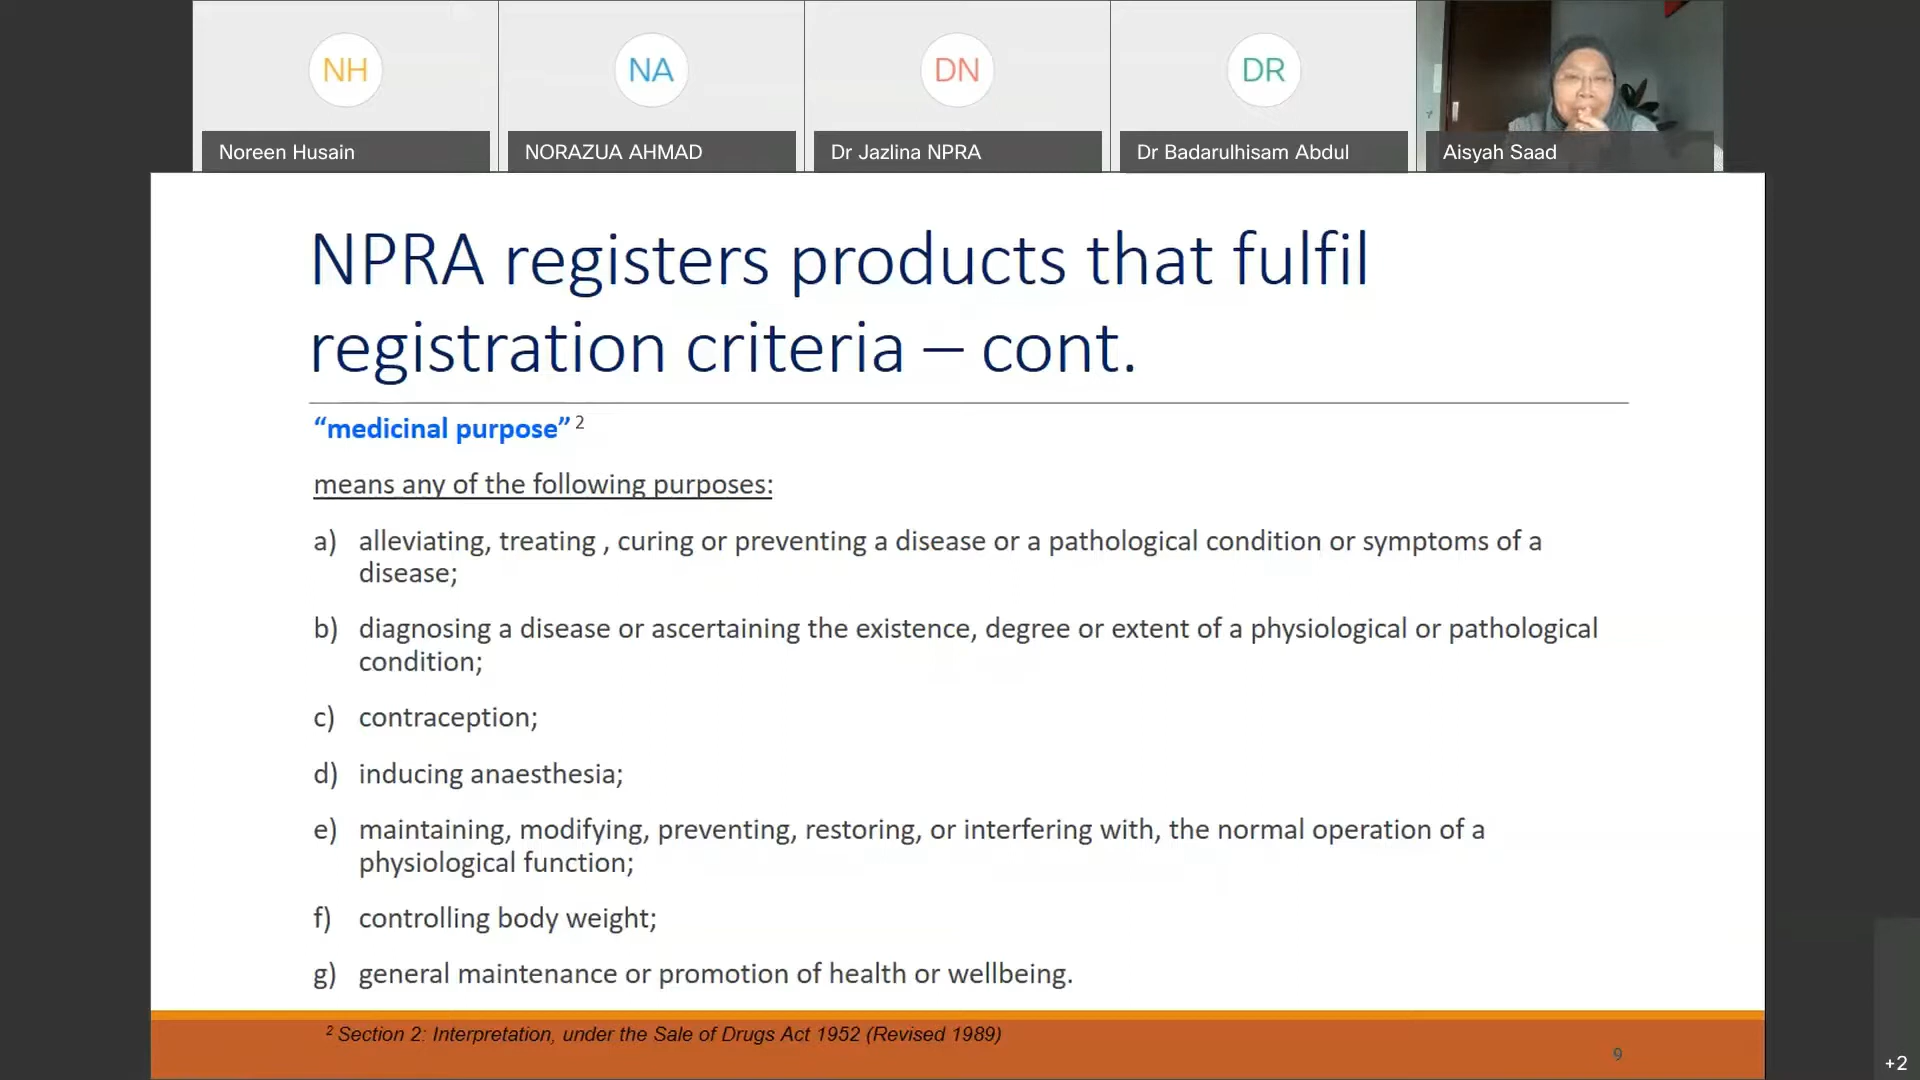 NH
NA
DN
DR
Noreen Husain
NORAZUA AHMAD
Dr Jazlina NPRA
Dr Badarulhisam Abdul
Aisyah Saad
NPRA registers products that fulfil
registration criteria – cont.
“medicinal purpose” 2
means any of the following purposes:
a) alleviating, treating , curing or preventing a disease or a pathological condition or symptoms of a
disease;
b) diagnosing a disease or ascertaining the existence, degree or extent of a physiological or pathological
condition;
c) contraception;
d) inducing anaesthesia;
e) maintaining, modifying, preventing, restoring, or interfering with, the normal operation of a
physiological function;
f) controlling body weight;
g) general maintenance or promotion of health or wellbeing.
2 Section 2: Interpretation, under the Sale of Drugs Act 1952 (Revised 1989)
9
+2